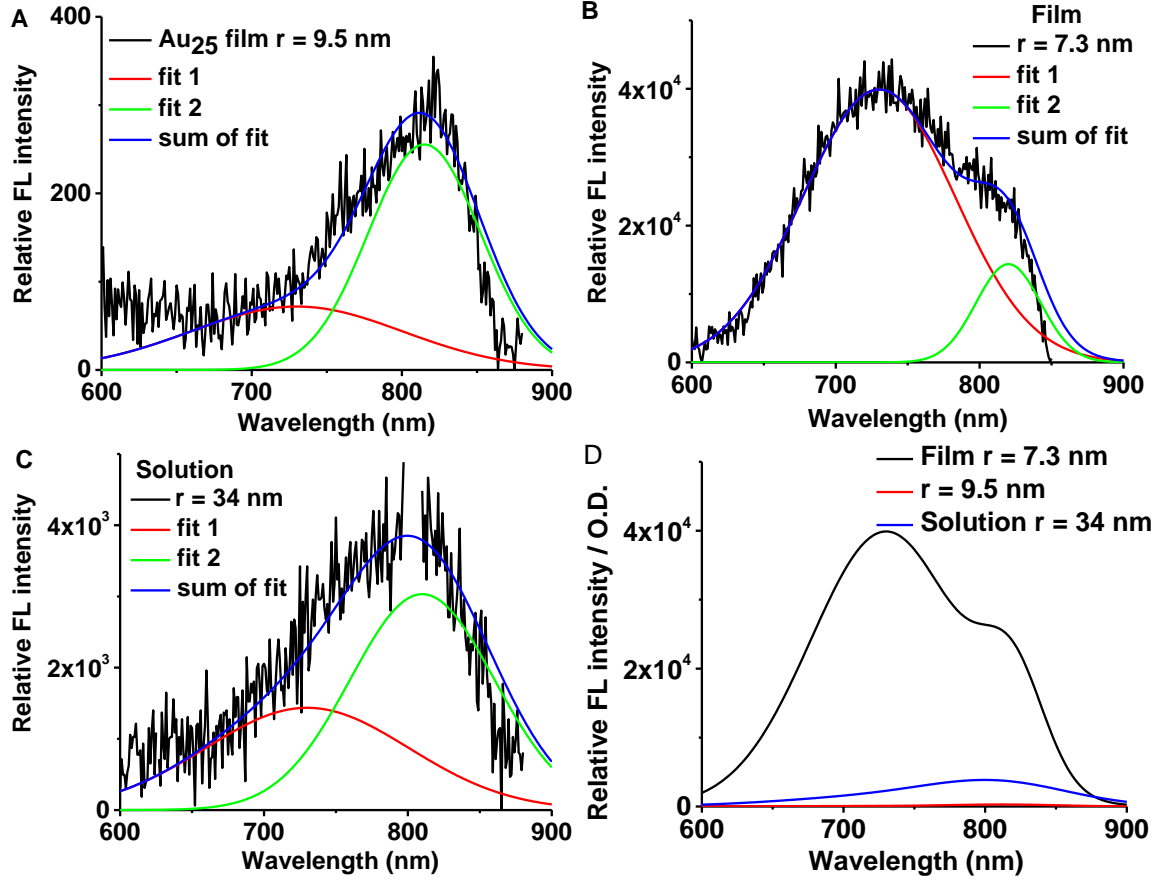 A
400
Au25 film r = 9.5 nm
fit 1
fit 2
sum of fit
200
0
600 700 800 900
Relative FL intensity
Wavelength (nm)
B
Film
r = 7.3 nm
fit 1
fit 2
sum of fit
4x10^4
2x10^4
0
600 700 800 900
Relative FL intensity
Wavelength (nm)
C
Solution
r = 34 nm
fit 1
fit 2
sum of fit
4x10^3
2x10^3
0
600 700 800 900
Relative FL intensity
Wavelength (nm)
D
Film r = 7.3 nm
r = 9.5 nm
Solution r = 34 nm
4x10^4
2x10^4
0
600 700 800 900
Relative FL intensity / O.D.
Wavelength (nm)